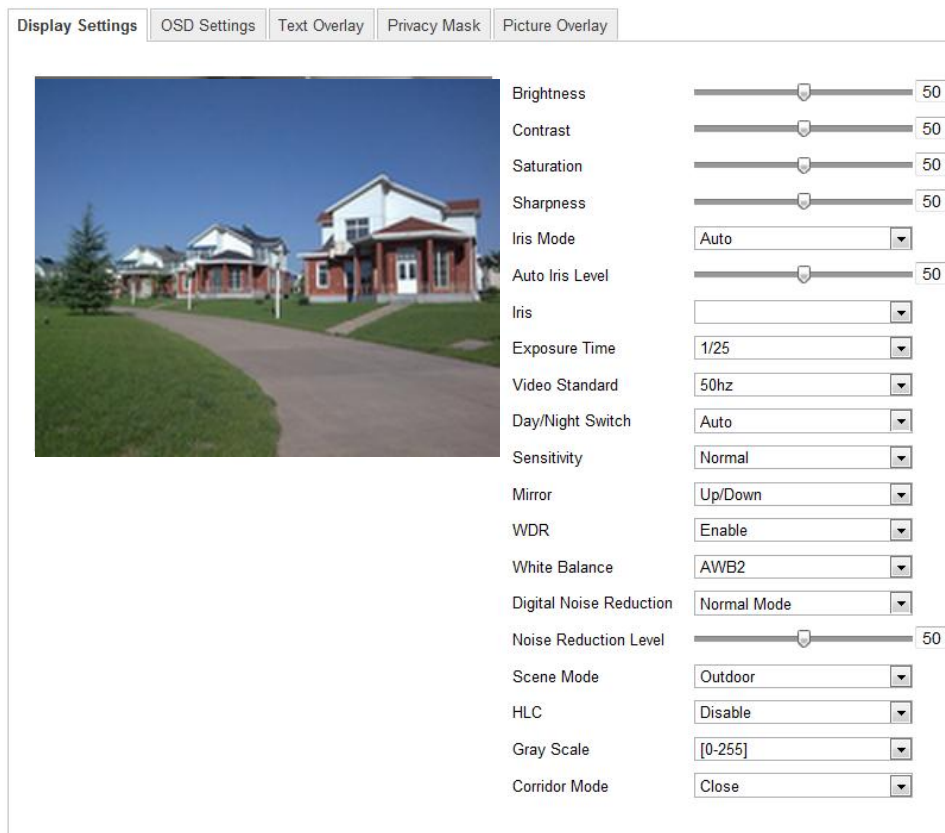 Display Settings OSD Settings Text Overlay Privacy Mask Picture Overlay
Brightness 50
Contrast 50
Saturation 50
Sharpness 50
Iris Mode Auto
Auto Iris Level 50
Iris
Exposure Time 1/25
Video Standard 50hz
Day/Night Switch Auto
Sensitivity Normal
Mirror Up/Down
WDR Enable
White Balance AWB2
Digital Noise Reduction Normal Mode
Noise Reduction Level 50
Scene Mode Outdoor
HLC Disable
Gray Scale [0-255]
Corridor Mode Close